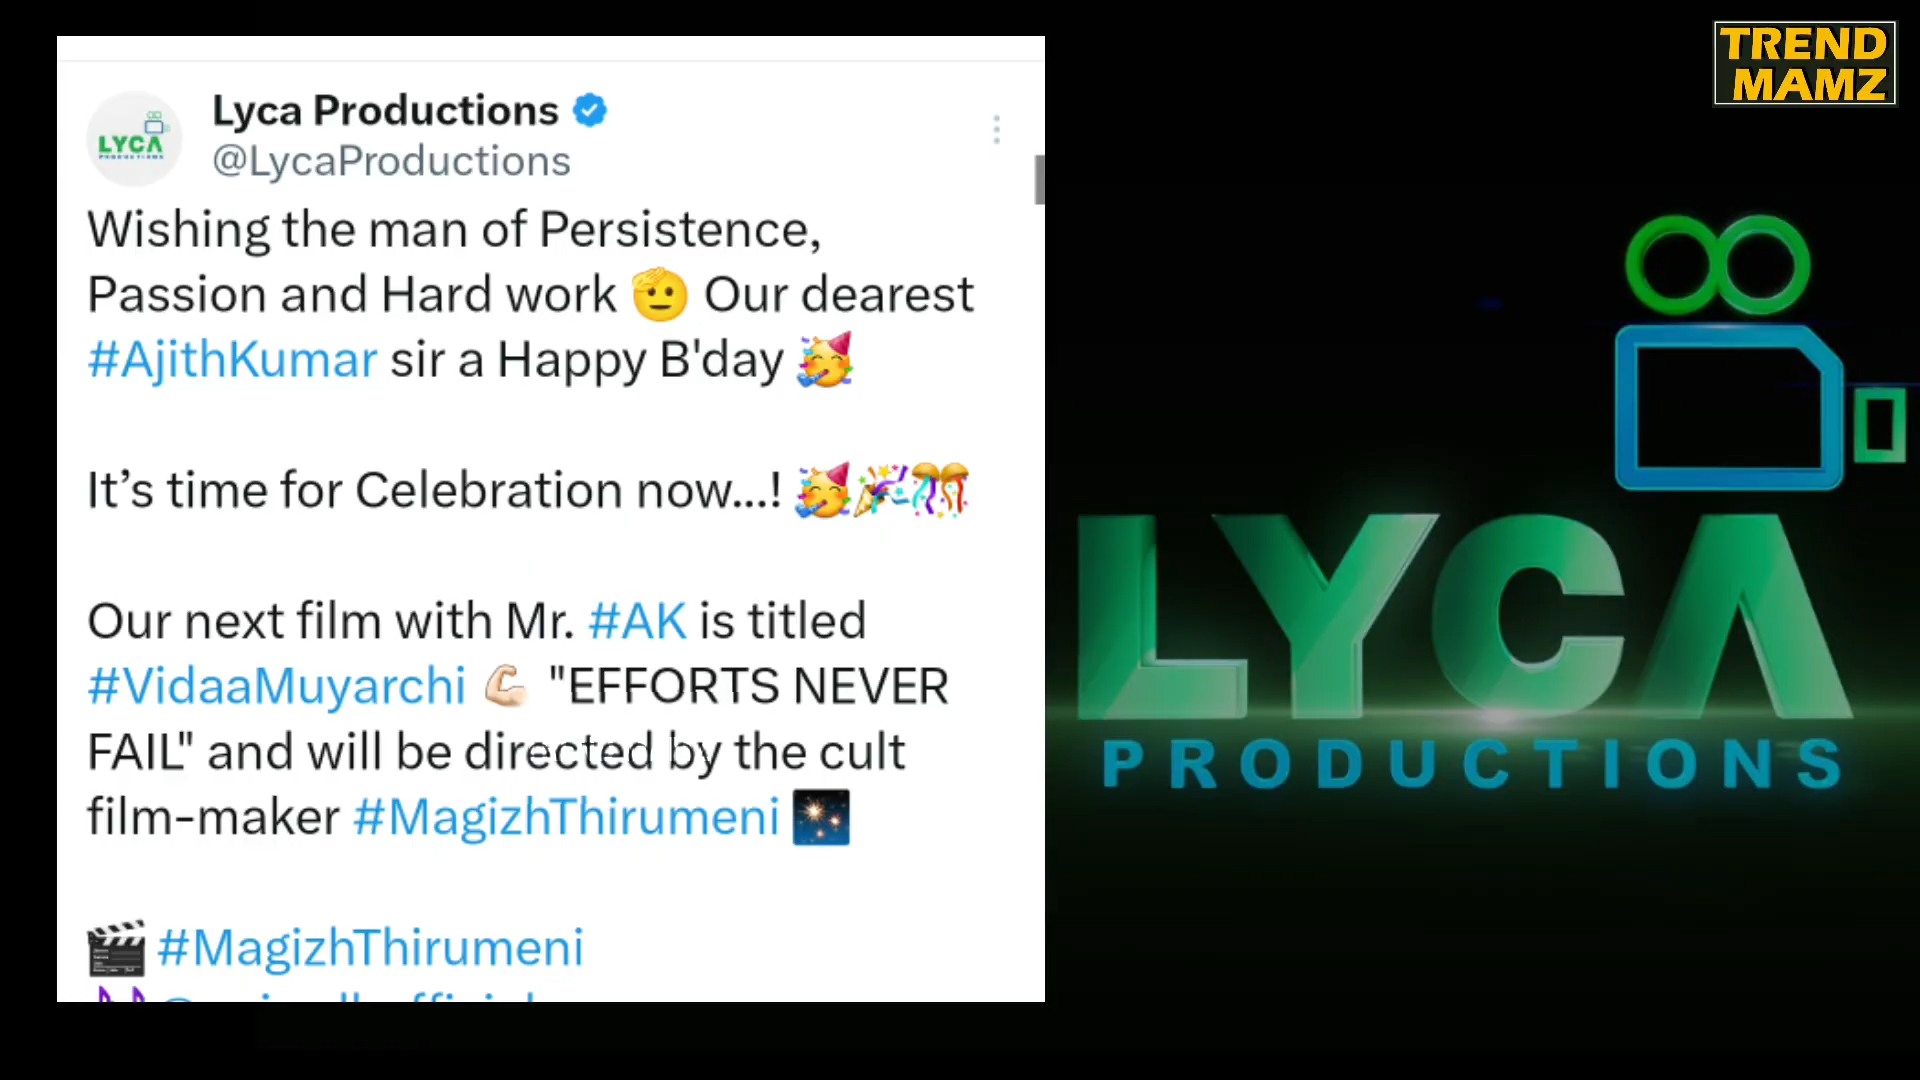 TREND
MAMZ
Lyca Productions
@LycaProductions
Wishing the man of Persistence,
Passion and Hard work 🫡 Our dearest
#AjithKumar sir a Happy B'day 🥳
It’s time for Celebration now...! 🥳🎉🎊
Our next film with Mr. #AK is titled
#VidaaMuyarchi 💪🏻 "EFFORTS NEVER
FAIL" and will be directed by the cult
film-maker #MagizhThirumeni 🎇
🎬 #MagizhThirumeni
LYCA
PRODUCTIONS
LYCA
PRODUCTIONS